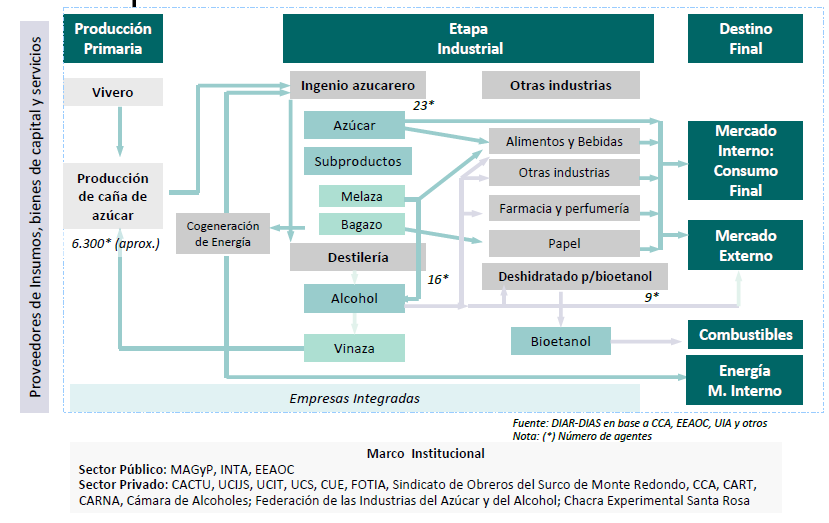 Proveedores de Insumos, bienes de capital y servicios
Producción
Primaria
Etapa
Industrial
Destino
Final
Vivero
Ingenio azucarero
23*
Otras industrias
Azúcar
Subproductos
Melaza
Bagazo
Producción
de caña de
azúcar
6.300* (aprox.)
Cogeneración
de Energía
Destilería
16*
Alcohol
Vinaza
Alimentos y Bebidas
Otras industrias
Farmacia y perfumería
Papel
Deshidratado p/bioetanol
9*
Bioetanol
Mercado
Interno:
Consumo
Final
Mercado
Externo
Combustibles
Energía
M. Interno
Empresas Integradas
Fuente: DIAR-DIAS en base a CCA, EEAOC, UIA y otros
Nota: (*) Número de agentes
Marco Institucional
Sector Público: MAGyP, INTA, EEAOC
Sector Privado: CACTU, UCIJS, UCIT, UCS, CUE, FOTIA, Sindicato de Obreros del Surco de Monte Redondo, CCA, CART,
CARNA, Cámara de Alcoholes; Federación de las Industrias del Azúcar y del Alcohol; Chacra Experimental Santa Rosa